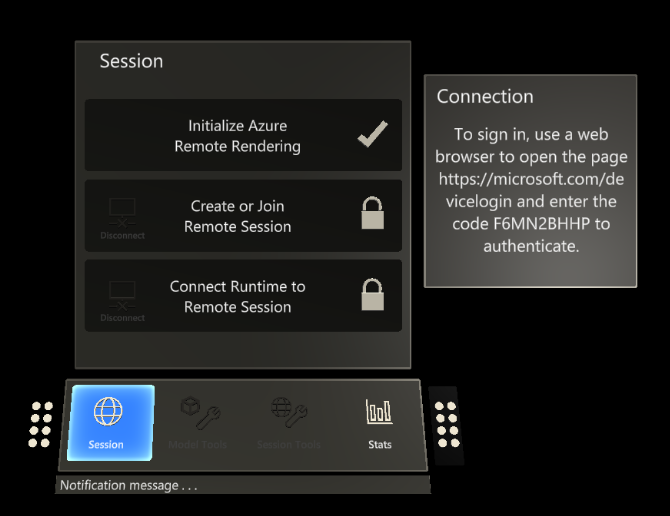 Session
Initialize Azure
Remote Rendering
Disconnect
Create or Join
Remote Session
Disconnect
Connect Runtime to
Remote Session
Connection
To sign in, use a web
browser to open the page
https://microsoft.com/de
vicelogin and enter the
code F6MN2BHHP to
authenticate.
Session
Model Tools
Session Tools
Stats
Notification message . . .